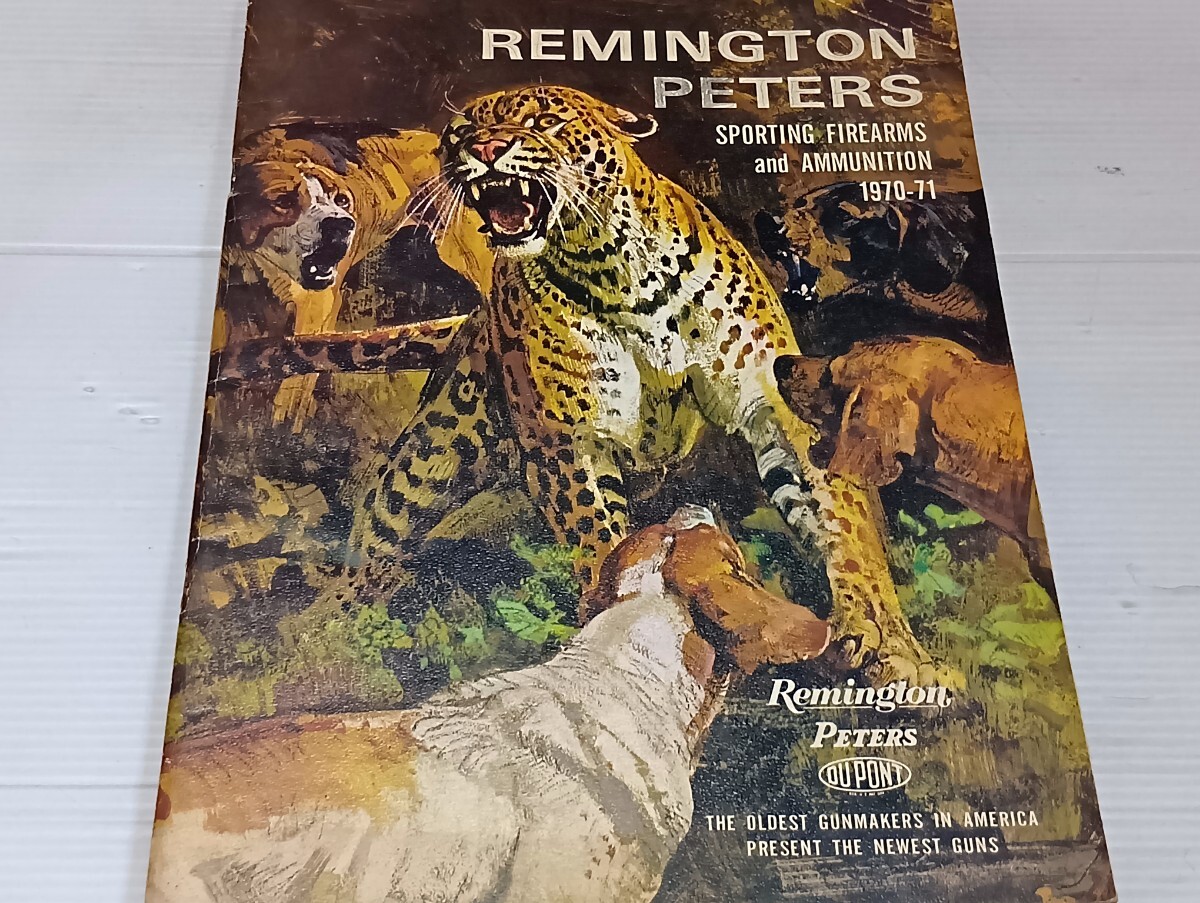 REMINGTON
PETERS
SPORTING FIREARMS
and AMMUNITION
1970-71
Remington
PETERS
DU PONT
THE OLDEST GUNMAKERS IN AMERICA
PRESENT THE NEWEST GUNS